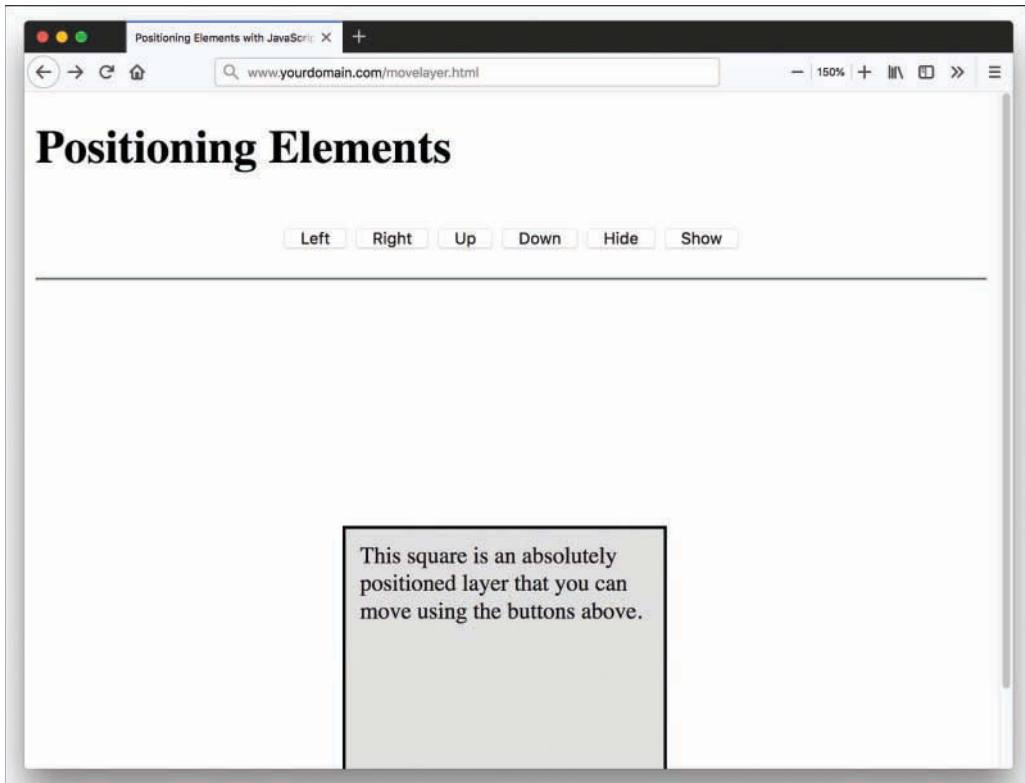 Positioning Elements with JavaScrip
www.yourdomain.com/movelayer.html
150%
Positioning Elements
Left Right Up Down Hide Show
This square is an absolutely
positioned layer that you can
move using the buttons above.